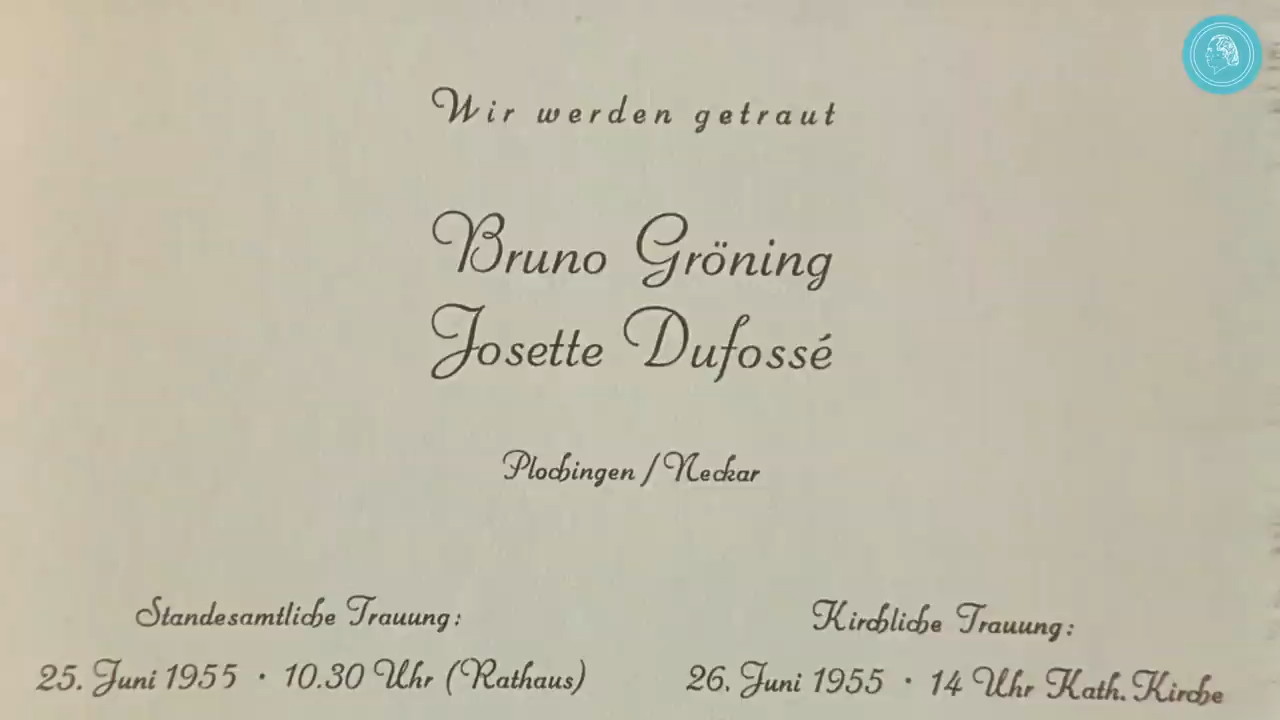 Wir werden getraut
Bruno Gröning
Josette Dufossé
Plochingen / Neckar
Standesamtliche Trauung:
25. Juni 1955 · 10.30 Uhr (Rathaus)
Kirchliche Trauung:
26. Juni 1955 · 14 Uhr Kath. Kirche